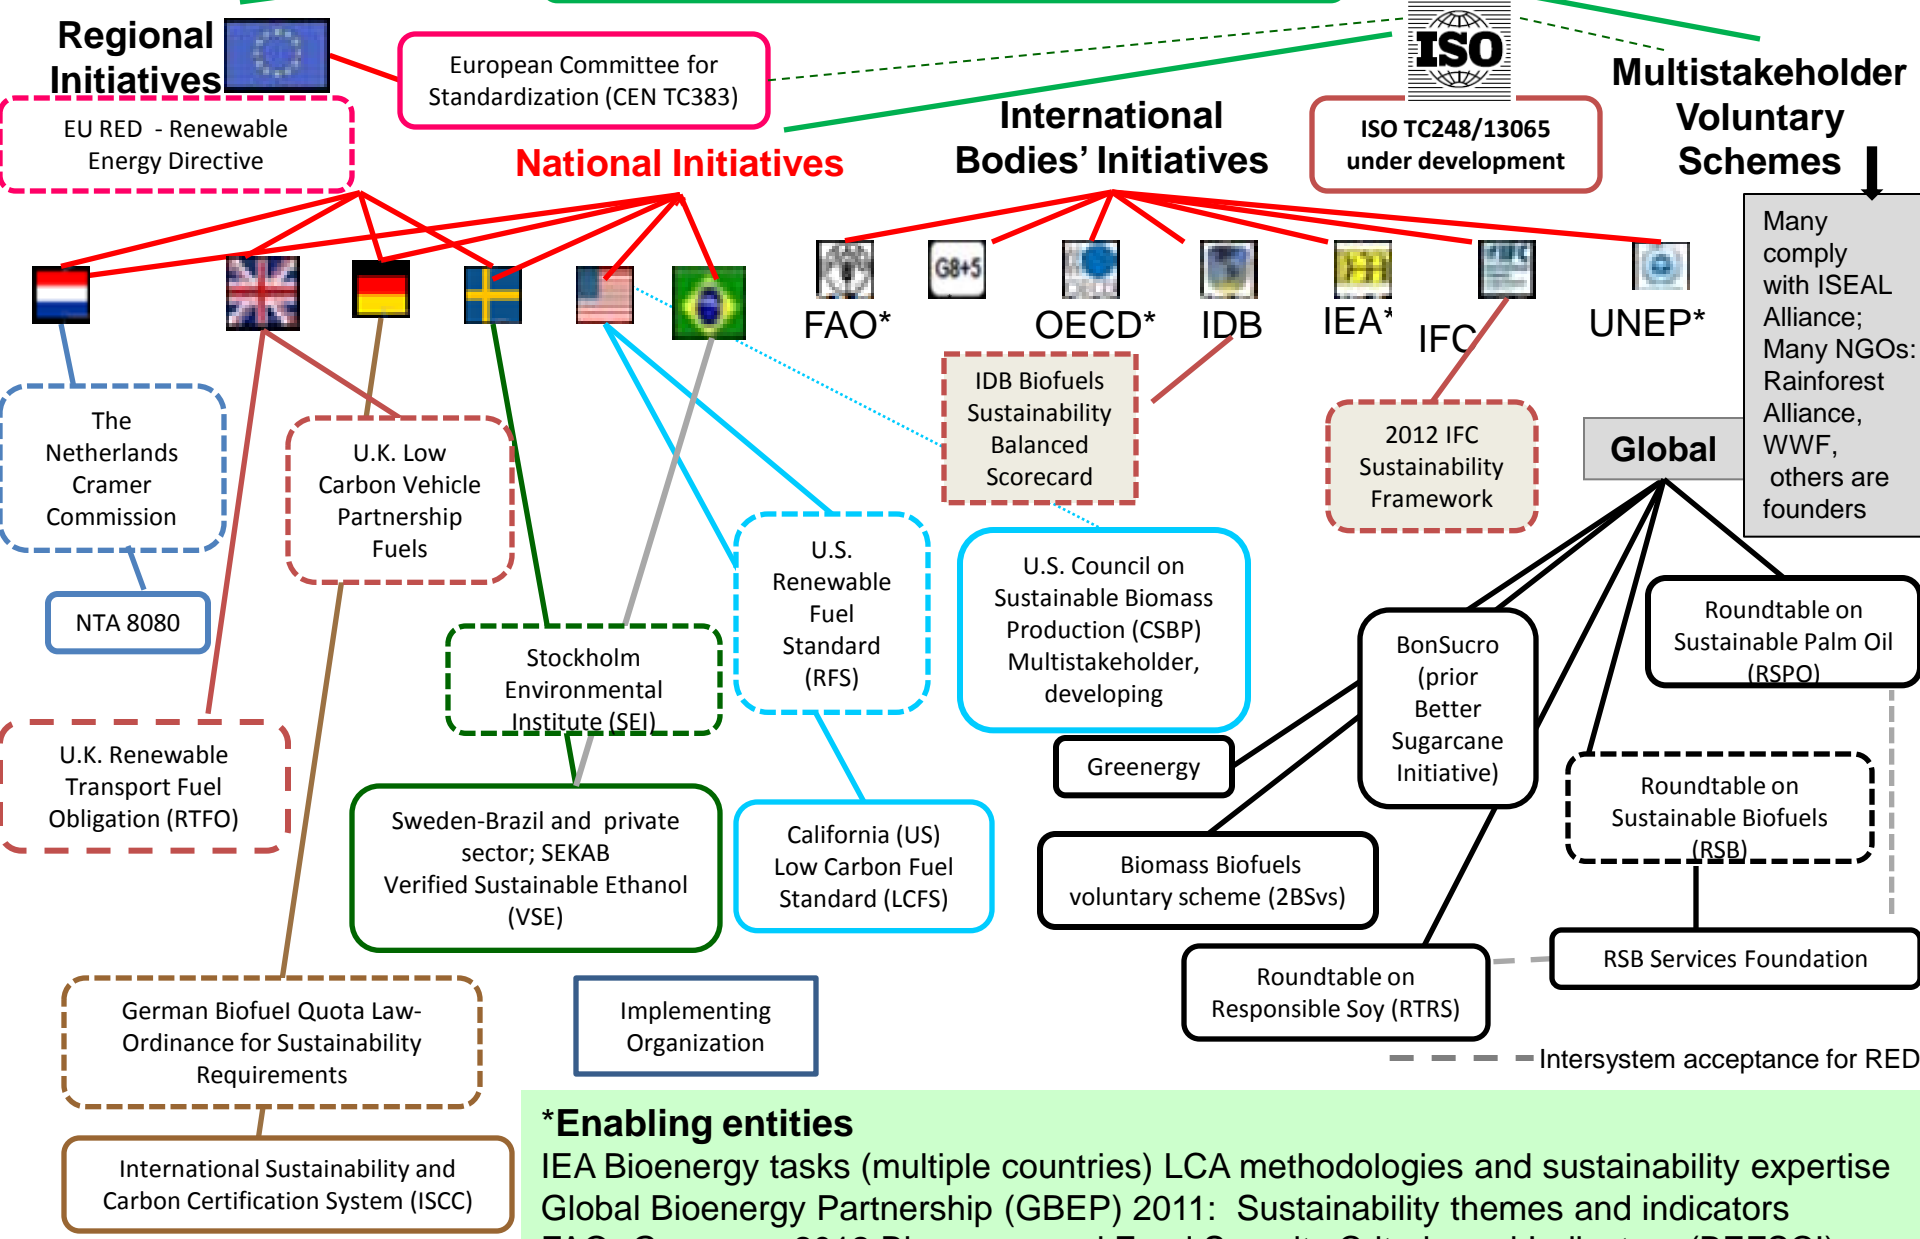 Regional
Initiatives
European Committee for
Standardization (CEN TC383)
ISO
Multistakeholder
Voluntary
Schemes
EU RED - Renewable
Energy Directive
National Initiatives
International
Bodies’ Initiatives
ISO TC248/13065
under development
Many
comply
with ISEAL
Alliance;
Many NGOs:
Rainforest
Alliance,
WWF,
others are
founders
G8+5
FAO*
OECD*
IDB
IEA*
IFC
UNEP*
The
Netherlands
Cramer
Commission
NTA 8080
U.K. Low
Carbon Vehicle
Partnership
Fuels
U.K. Renewable
Transport Fuel
Obligation (RTFO)
Stockholm
Environmental
Institute (SEI)
Sweden-Brazil and private
sector; SEKAB
Verified Sustainable Ethanol
(VSE)
U.S.
Renewable
Fuel
Standard
(RFS)
California (US)
Low Carbon Fuel
Standard (LCFS)
IDB Biofuels
Sustainability
Balanced
Scorecard
U.S. Council on
Sustainable Biomass
Production (CSBP)
Multistakeholder,
developing
2012 IFC
Sustainability
Framework
Global
BonSucro
(prior
Better
Sugarcane
Initiative)
Roundtable on
Sustainable Palm Oil
(RSPO)
Greenergy
Roundtable on
Sustainable Biofuels
(RSB)
Biomass Biofuels
voluntary scheme (2BSvs)
RSB Services Foundation
Roundtable on
Responsible Soy (RTRS)
Intersystem acceptance for RED
German Biofuel Quota Law-
Ordinance for Sustainability
Requirements
Implementing
Organization
International Sustainability and
Carbon Certification System (ISCC)
*Enabling entities
IEA Bioenergy tasks (multiple countries) LCA methodologies and sustainability expertise
Global Bioenergy Partnership (GBEP) 2011: Sustainability themes and indicators